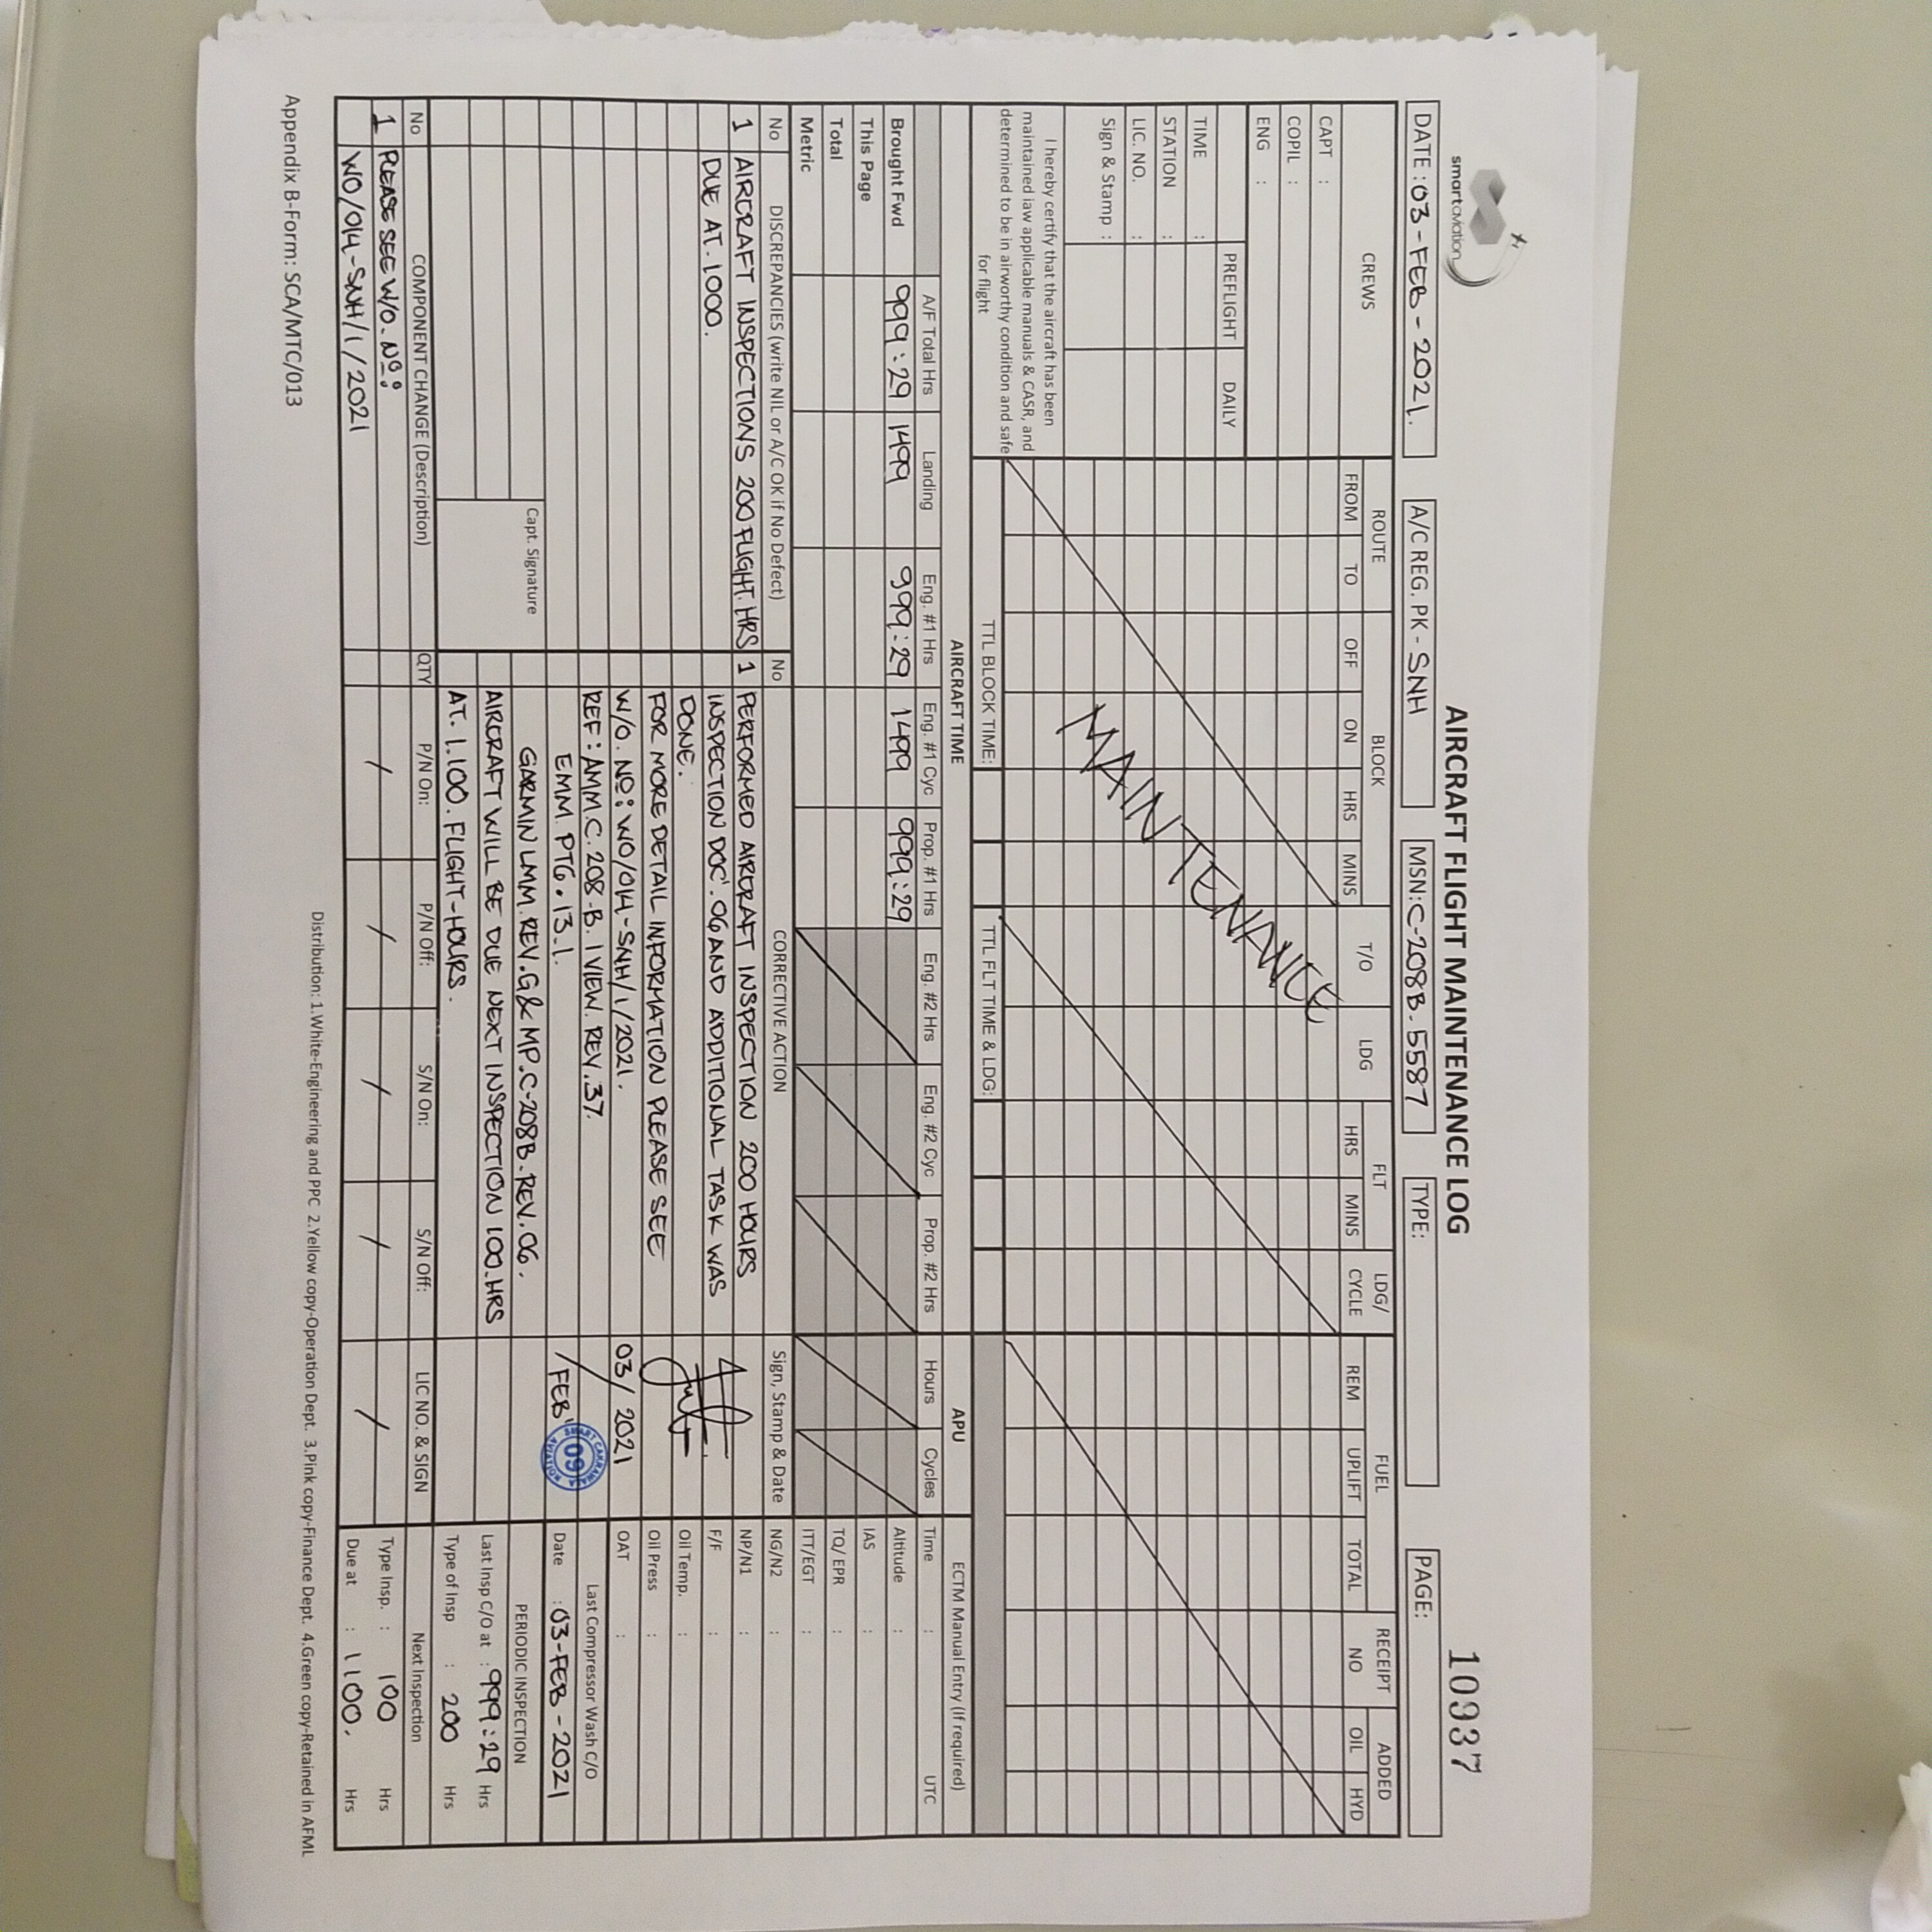 smartaviation
AIRCRAFT FLIGHT MAINTENANCE LOG
10937
DATE : 03-FEB-2021.
A/C REG. PK - SNH
MSN: C-208B-5587
TYPE:
PAGE:
CREWS
ROUTE
BLOCK
T/O
LDG
FLT
LDG/
CYCLE
FUEL
RECEIPT
NO
ADDED
FROM
TO
OFF
ON
HRS
MINS
HRS
MINS
REM
UPLIFT
TOTAL
OIL
HYD
CAPT :
COPIL :
ENG :
PREFLIGHT
DAILY
TIME :
STATION :
LIC. NO. :
Sign & Stamp :
MAINTENANCE
I hereby certify that the aircraft has been
maintained iaw applicable manuals & CASR, and
determined to be in airworthy condition and safe
for flight
TTL BLOCK TIME:
TTL FLT TIME & LDG:
AIRCRAFT TIME
APU
ECTM Manual Entry (If required)
A/F Total Hrs
Landing
Eng. #1 Hrs
Eng. #1 Cyc
Prop. #1 Hrs
Eng. #2 Hrs
Eng. #2 Cyc
Prop. #2 Hrs
Hours
Cycles
Time : UTC
Brought Fwd
999:29
1499
999:29
1499
999:29
Altitude :
This Page
IAS :
Total
TQ/ EPR :
Metric
ITT/EGT :
No
DISCREPANCIES (write NIL or A/C OK if No Defect)
No
CORRECTIVE ACTION
Sign, Stamp & Date
NG/N2 :
1 AIRCRAFT INSPECTIONS 200 FLIGHT HRS
DUE AT. 1000.
1 PERFORMED AIRCRAFT INSPECTION 200 HOURS
INSPECTION DOC'. 06 AND ADDITIONAL TASK WAS
DONE.
FOR MORE DETAIL INFORMATION PLEASE SEE
W/O. Nº: WO/014-SNH/1/2021.
REF: AMM.C. 208-B. 1 VIEW. REV.37.
EMM. PT6.13.1.
GARMIN LMM.REV.G & MP.C-208B.REV.06.
AIRCRAFT WILL BE DUE NEXT INSPECTION 100.HRS
AT. 1.100.FLIGHT-HOURS.
03/2021
/FEB'
SMART CAKRAWALA AVIATION
09
NP/N1 :
F/F :
Oil Temp. :
Oil Press :
OAT :
Last Compressor Wash C/O
Date : 03-FEB-2021
Capt. Signature
PERIODIC INSPECTION
Last Insp C/O at : 999:29 Hrs
Type of Insp : 200 Hrs
No
COMPONENT CHANGE (Description)
QTY
P/N On:
P/N Off:
S/N On:
S/N Off:
LIC NO. & SIGN
Next Inspection
1 PLEASE SEE W/O. Nº:
/ / / / /
Type Insp. : 100 Hrs
WO/014-SNH/1/2021
Due at : 1100. Hrs
Appendix B-Form: SCA/MTC/013
Distribution: 1.White-Engineering and PPC 2.Yellow copy-Operation Dept. 3.Pink copy-Finance Dept. 4.Green copy-Retained in AFML